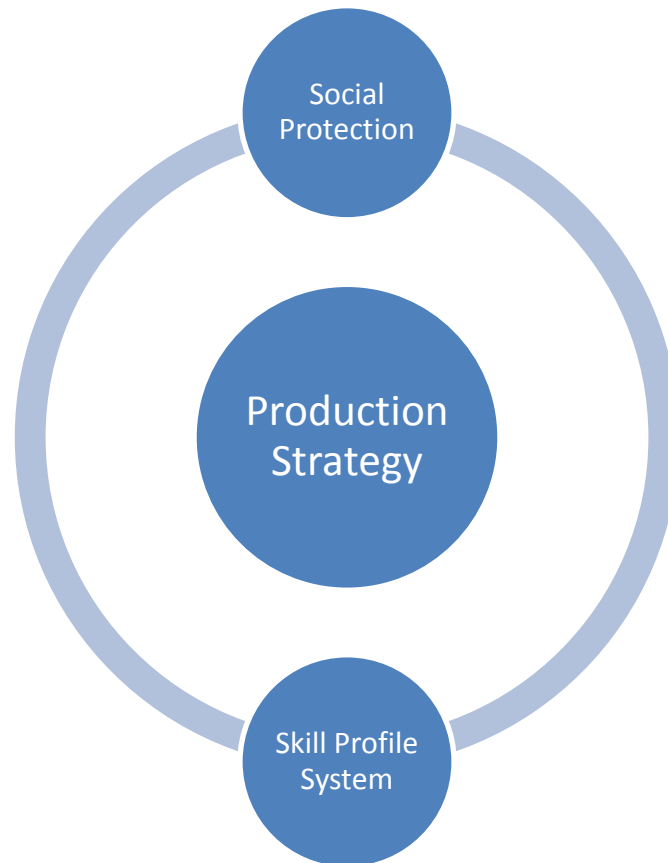 Social
Protection
Production
Strategy
Skill Profile
System